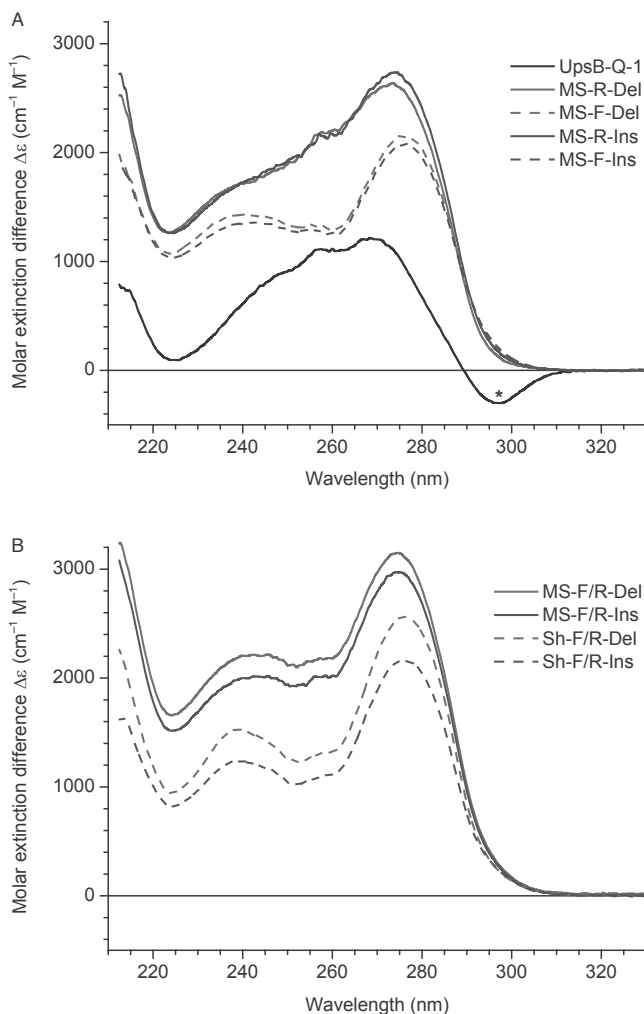 A
3000
2000
1000
0
Molar extinction difference Δε (cm⁻¹ M⁻¹)
UpsB-Q-1
MS-R-Del
MS-F-Del
MS-R-Ins
MS-F-Ins
*
220 240 260 280 300 320
Wavelength (nm)
B
3000
2000
1000
0
Molar extinction difference Δε (cm⁻¹ M⁻¹)
MS-F/R-Del
MS-F/R-Ins
Sh-F/R-Del
Sh-F/R-Ins
220 240 260 280 300 320
Wavelength (nm)